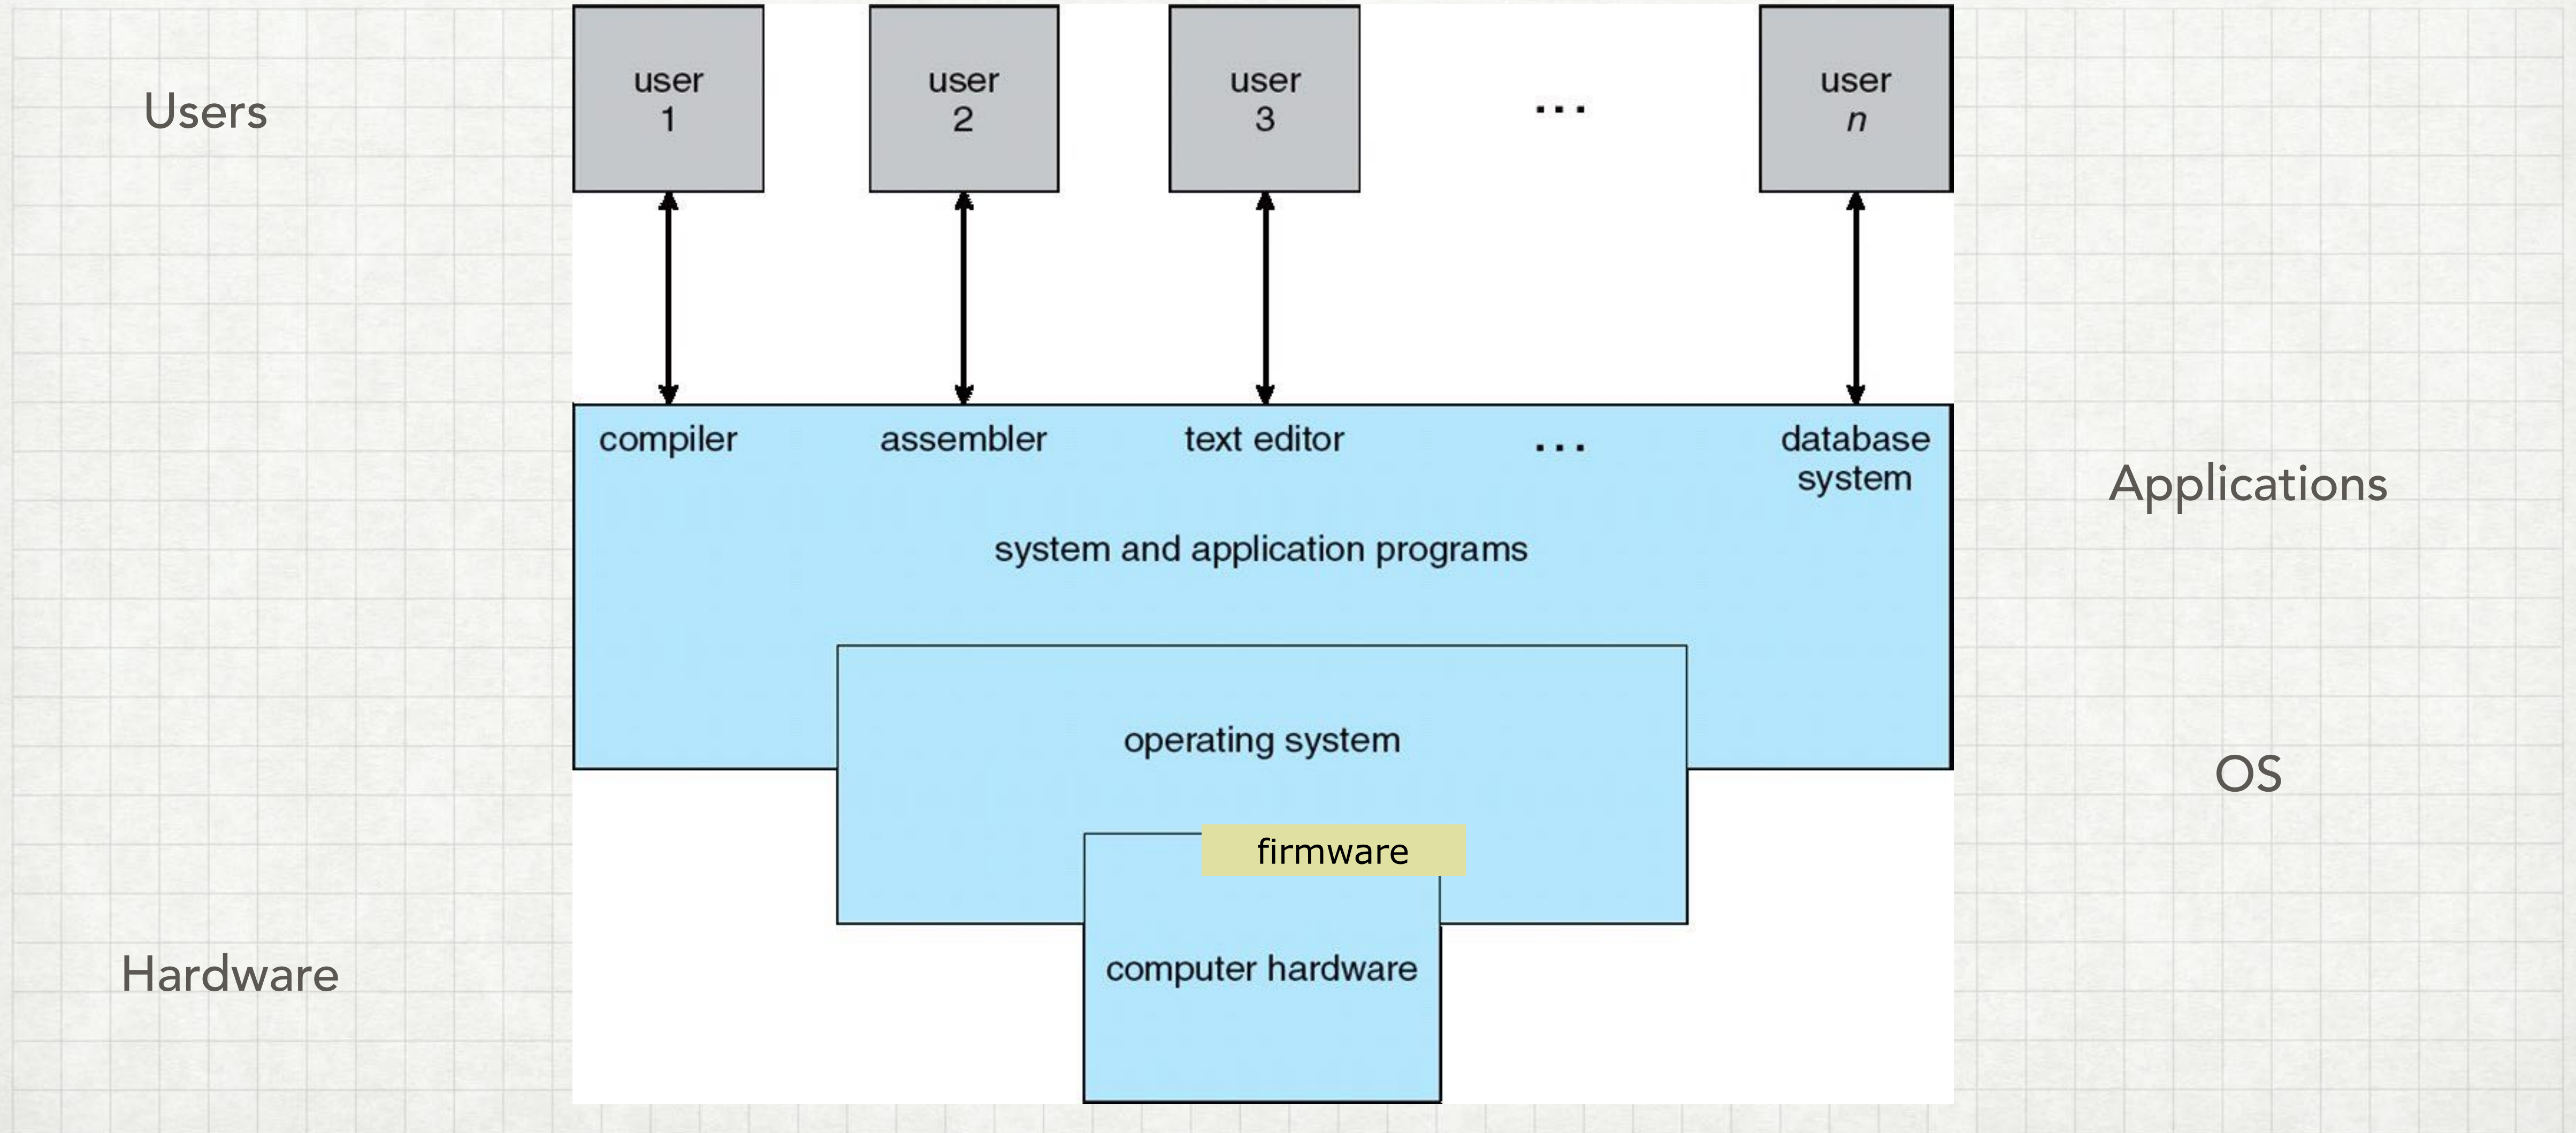 Users
user
1
user
2
user
3
...
user
n
compiler
assembler
text editor
...
database
system
Applications
system and application programs
operating system
OS
firmware
computer hardware
Hardware